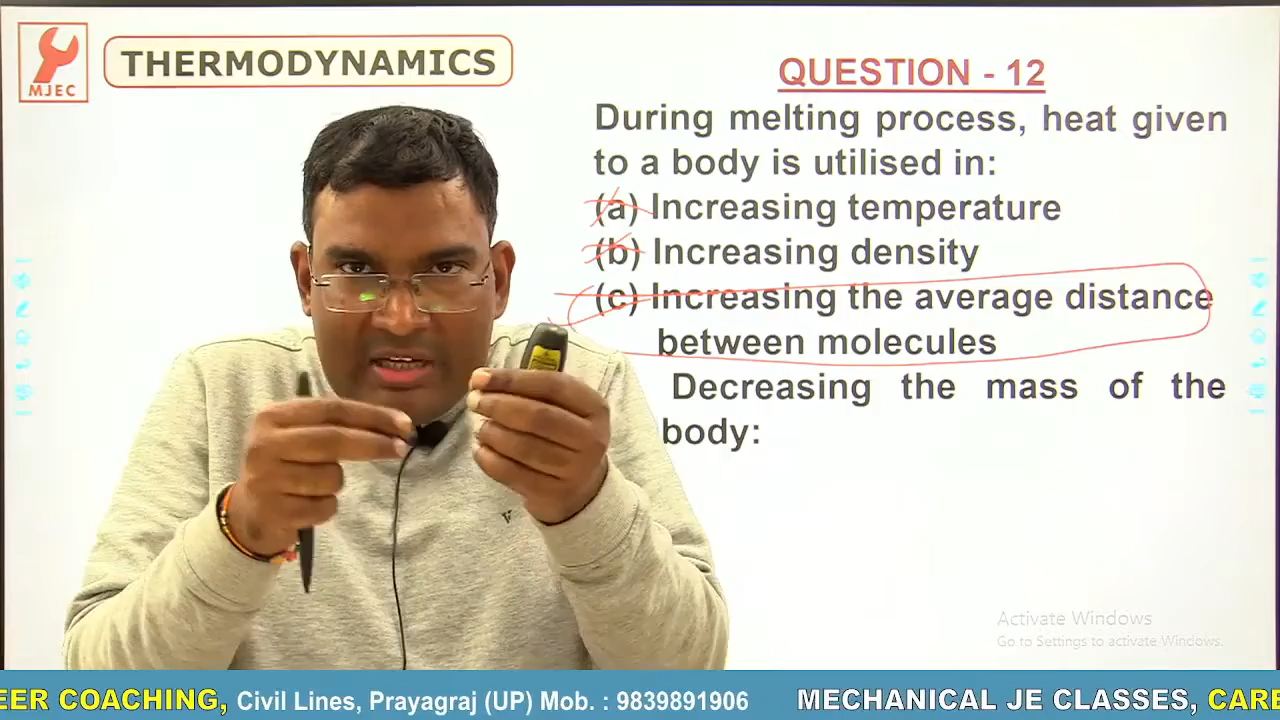 MJEC
THERMODYNAMICS
QUESTION - 12
During melting process, heat given
to a body is utilised in:
(a) Increasing temperature
(b) Increasing density
(c) Increasing the average distance
between molecules
Decreasing the mass of the
body:
V
Activate Windows
Go to Settings to activate Windows.
EER COACHING, Civil Lines, Prayagraj (UP) Mob. : 9839891906 MECHANICAL JE CLASSES, CARE